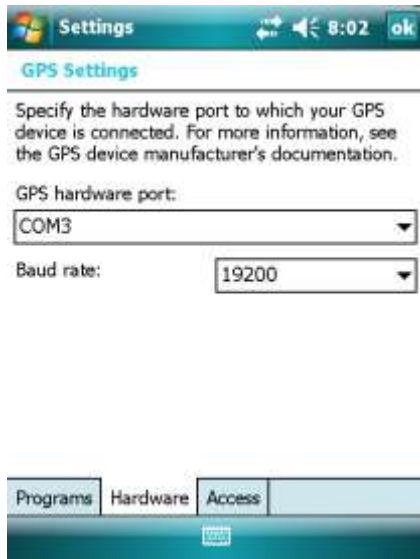 Settings 8:02 ok
GPS Settings
Specify the hardware port to which your GPS
device is connected. For more information, see
the GPS device manufacturer's documentation.
GPS hardware port:
COM3
Baud rate: 19200
Programs Hardware Access